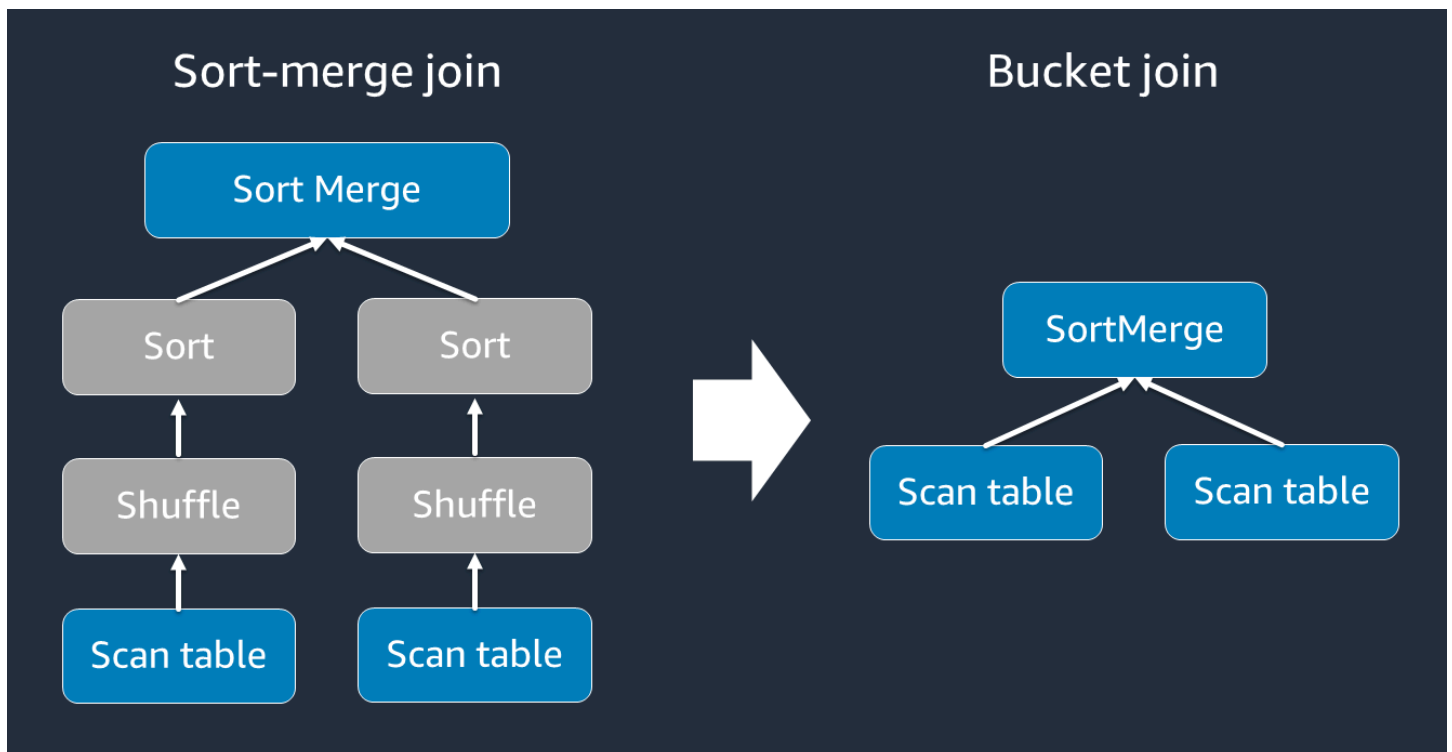 Sort-merge join
Bucket join
Sort Merge
Sort
Sort
SortMerge
Shuffle
Shuffle
Scan table
Scan table
Scan table
Scan table